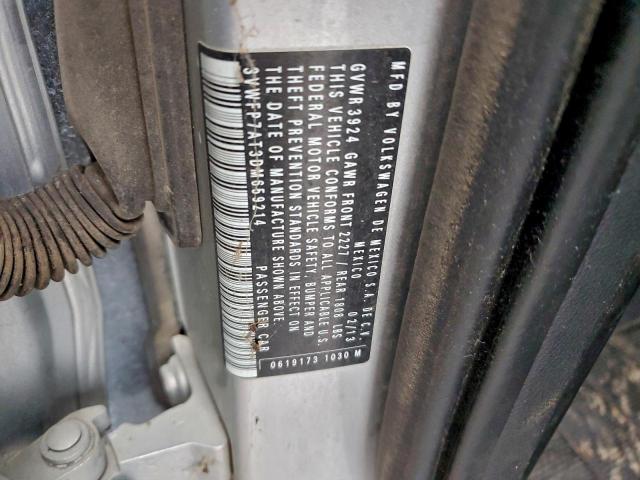 MFD BY VOLKSWAGEN DE MEXICO S.A. DE C.V.
MEXICO 02/13
GVWR 3924 GAWR FRONT 2227 / REAR 1808 LBS
THIS VEHICLE CONFORMS TO ALL APPLICABLE U.S.
FEDERAL MOTOR VEHICLE SAFETY, BUMPER AND
THEFT PREVENTION STANDARDS IN EFFECT ON
THE DATE OF MANUFACTURE SHOWN ABOVE.
3VWFP7AT3DM659214 PASSENGER CAR
0619173 1030 M